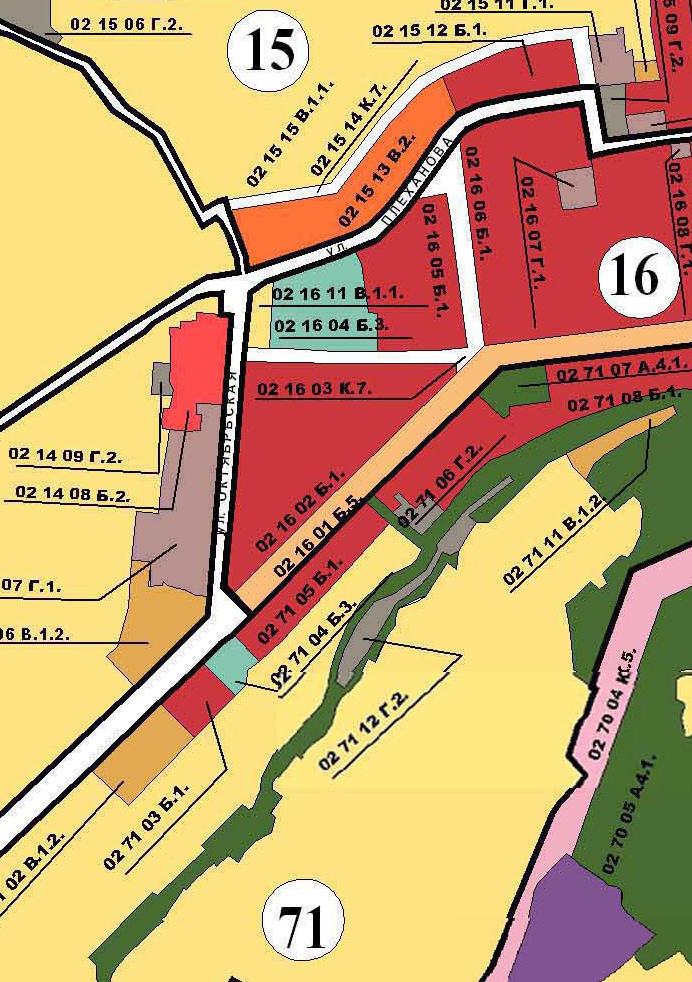 02 15 06 Г.2.
15
02 15 11 Г.1.
02 15 12 Б.1.
5 09 Г.2.
02 15 15 В.1.1.
02 15 14 К.7.
02 15 13 В.2.
УЛ. ПЛЕХАНОВА
02 16 05 Б.1.
02 16 06 Б.1.
02 16 07 Г.1.
02 16 08 Г.1.
16
02 16 11 В.1.1.
02 16 04 Б.3.
02 16 03 К.7.
02 71 07 А.4.1.
02 71 08 Б.1.
УЛ. ОКТЯБРЬСКАЯ
02 14 09 Г.2.
02 14 08 Б.2.
07 Г.1.
06 В.1.2.
02 16 02 Б.1.
02 16 01 Б.5.
02 71 06 Г.2.
02 71 11 В.1.2.
02 71 05 Б.1.
02 71 04 Б.3.
02 71 12 Г.2.
02 71 03 Б.1.
02 В.1.2.
02 70 04 К.5.
02 70 05 А.4.1.
71